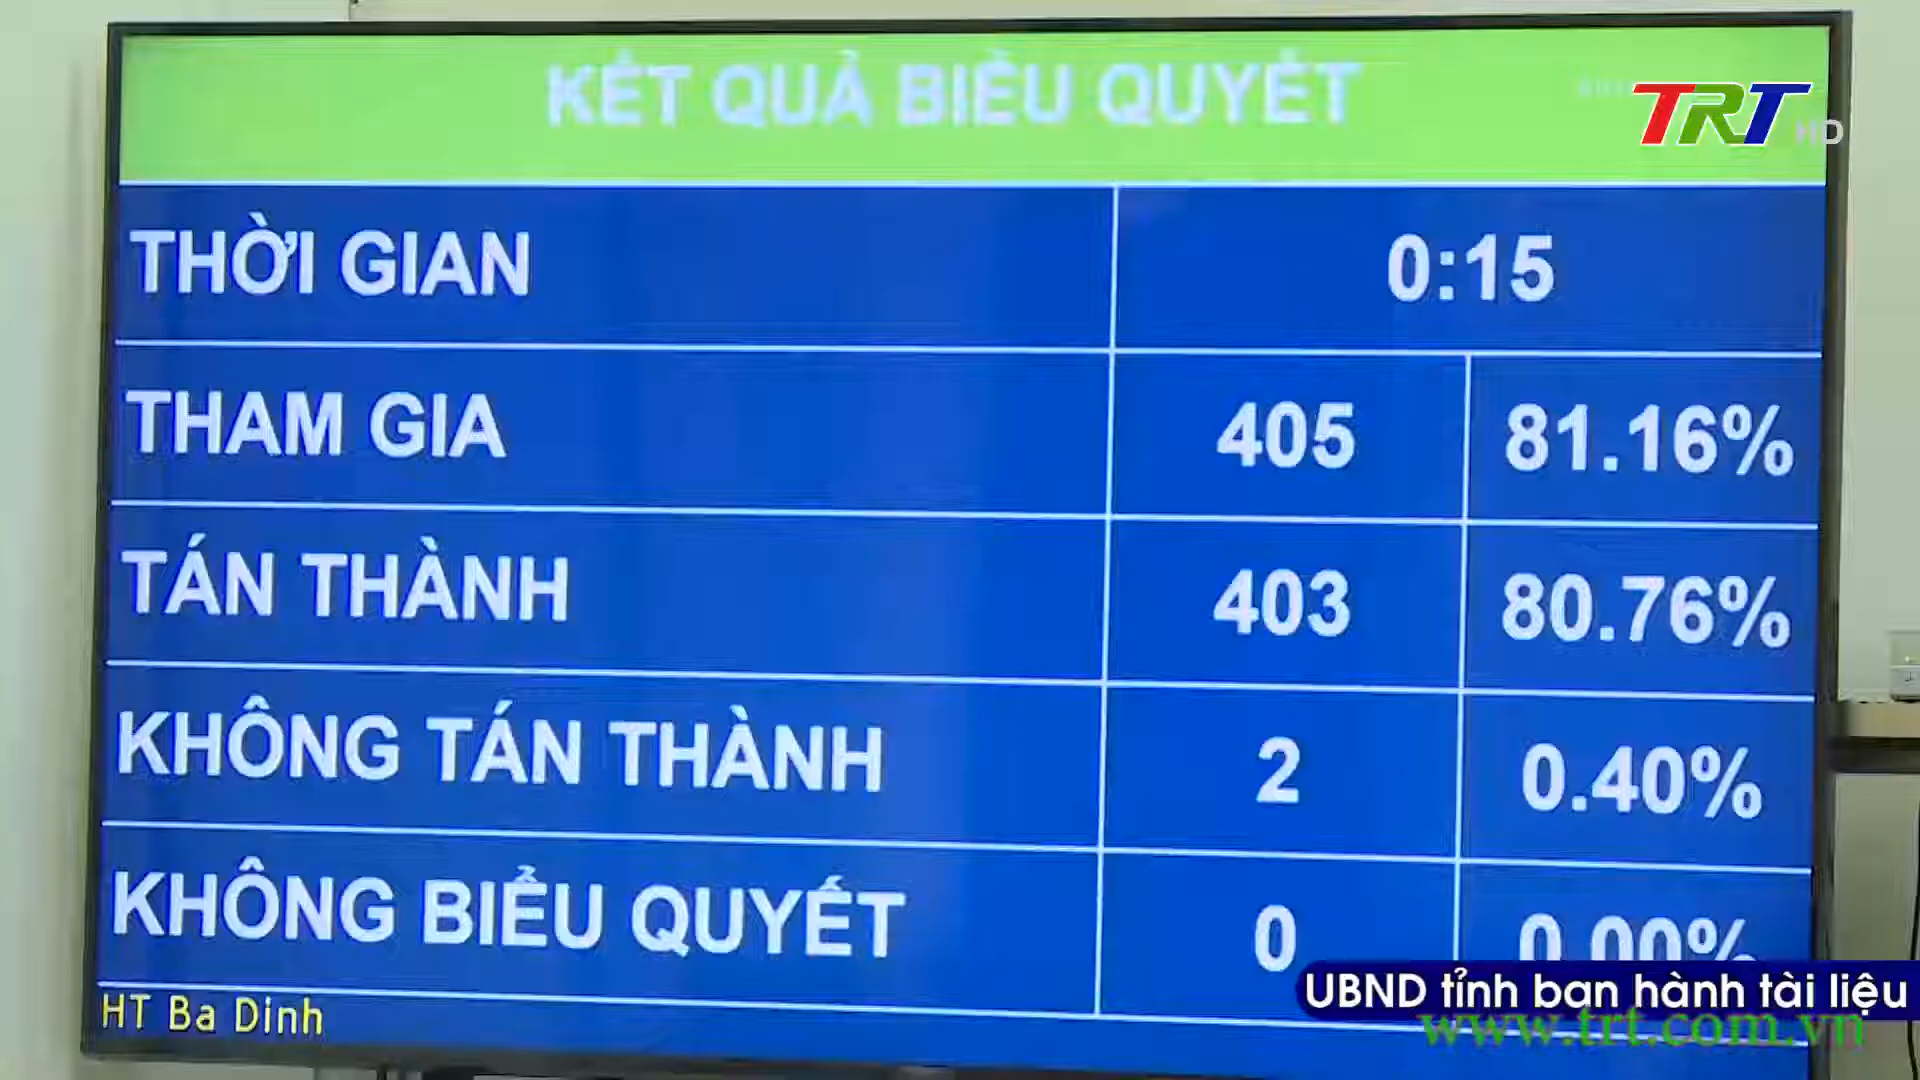 KẾT QUẢ BIỂU QUYẾT
TRT HD
THỜI GIAN 0:15
THAM GIA 405 81.16%
TÁN THÀNH 403 80.76%
KHÔNG TÁN THÀNH 2 0.40%
KHÔNG BIỂU QUYẾT 0 0.00%
HT Ba Dinh
UBND tỉnh ban hành tài liệu
www.trt.com.vn